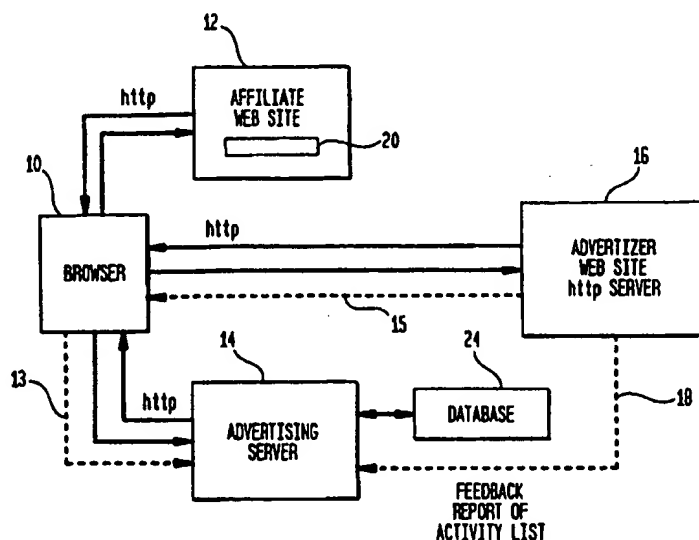 12
http
AFFILIATE
WEB SITE
20
10
16
http
BROWSER
ADVERTIZER
WEB SITE
http SERVER
15
14
24
13
http
18
DATABASE
ADVERTISING
SERVER
FEEDBACK
REPORT OF
ACTIVITY LIST